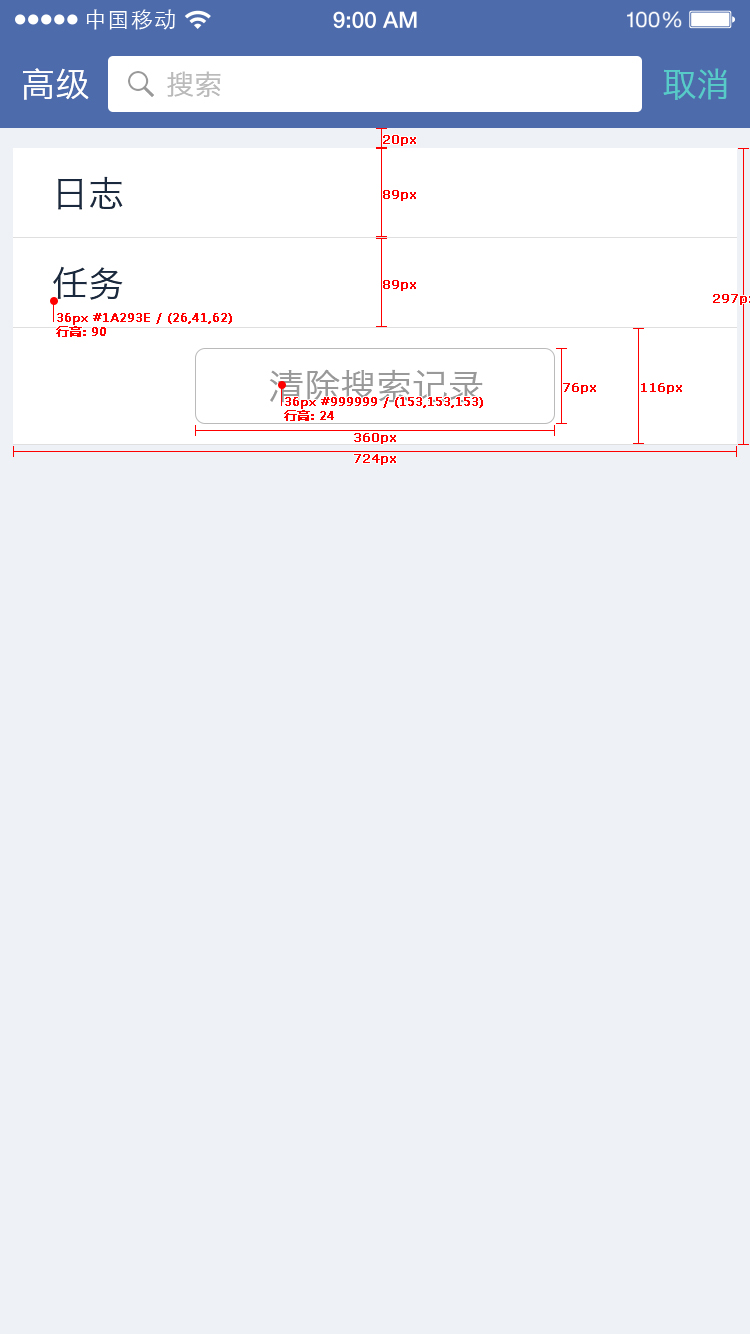 中国移动 9:00 AM 100%
高级 搜索 取消
20px
日志 89px
任务 89px
297p
36px #1A293E / (26,41,62)
行高: 90
清除搜索记录 76px 116px
36px #999999 / (153,153,153)
行高: 24
360px
724px